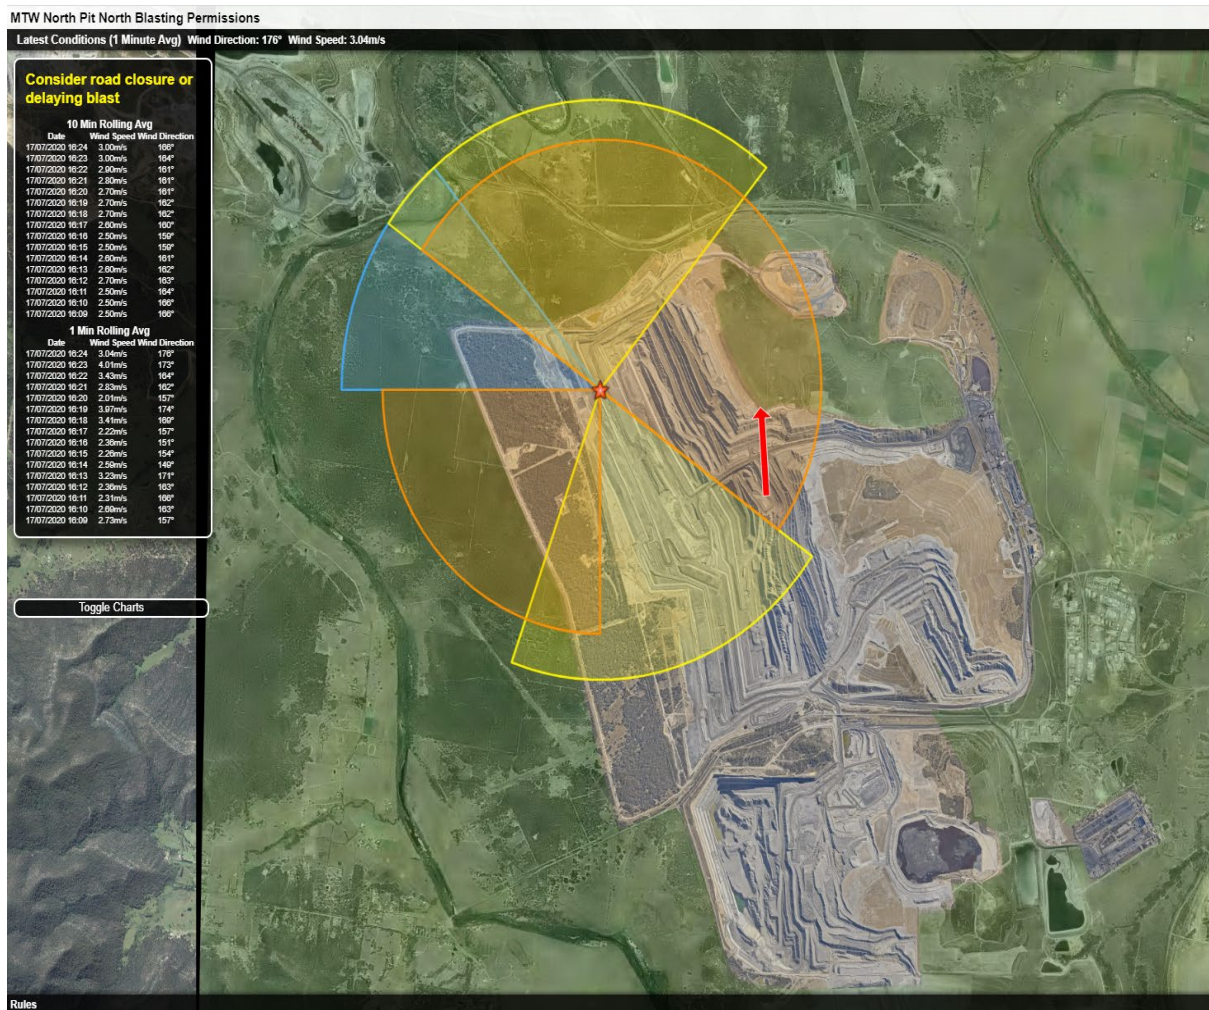 MTW North Pit North Blasting Permissions
Latest Conditions (1 Minute Avg) Wind Direction: 176° Wind Speed: 3.04m/s
Consider road closure or
delaying blast
10 Min Rolling Avg
Date Wind Speed Wind Direction
17/07/2020 16:24 3.00m/s 166°
17/07/2020 16:23 3.00m/s 164°
17/07/2020 16:22 2.90m/s 161°
17/07/2020 16:21 2.80m/s 161°
17/07/2020 16:20 2.70m/s 161°
17/07/2020 16:19 2.70m/s 162°
17/07/2020 16:18 2.70m/s 162°
17/07/2020 16:17 2.60m/s 160°
17/07/2020 16:16 2.50m/s 159°
17/07/2020 16:15 2.50m/s 159°
17/07/2020 16:14 2.60m/s 161°
17/07/2020 16:13 2.60m/s 162°
17/07/2020 16:12 2.70m/s 163°
17/07/2020 16:11 2.50m/s 164°
17/07/2020 16:10 2.50m/s 166°
17/07/2020 16:09 2.50m/s 166°
1 Min Rolling Avg
Date Wind Speed Wind Direction
17/07/2020 16:24 3.04m/s 176°
17/07/2020 16:23 4.01m/s 173°
17/07/2020 16:22 3.43m/s 164°
17/07/2020 16:21 2.83m/s 162°
17/07/2020 16:20 2.01m/s 157°
17/07/2020 16:19 3.97m/s 174°
17/07/2020 16:18 3.41m/s 169°
17/07/2020 16:17 2.22m/s 157°
17/07/2020 16:16 2.36m/s 151°
17/07/2020 16:15 2.26m/s 154°
17/07/2020 16:14 2.59m/s 149°
17/07/2020 16:13 3.23m/s 171°
17/07/2020 16:12 2.36m/s 163°
17/07/2020 16:11 2.31m/s 166°
17/07/2020 16:10 2.69m/s 163°
17/07/2020 16:09 2.73m/s 157°
Toggle Charts
Rules